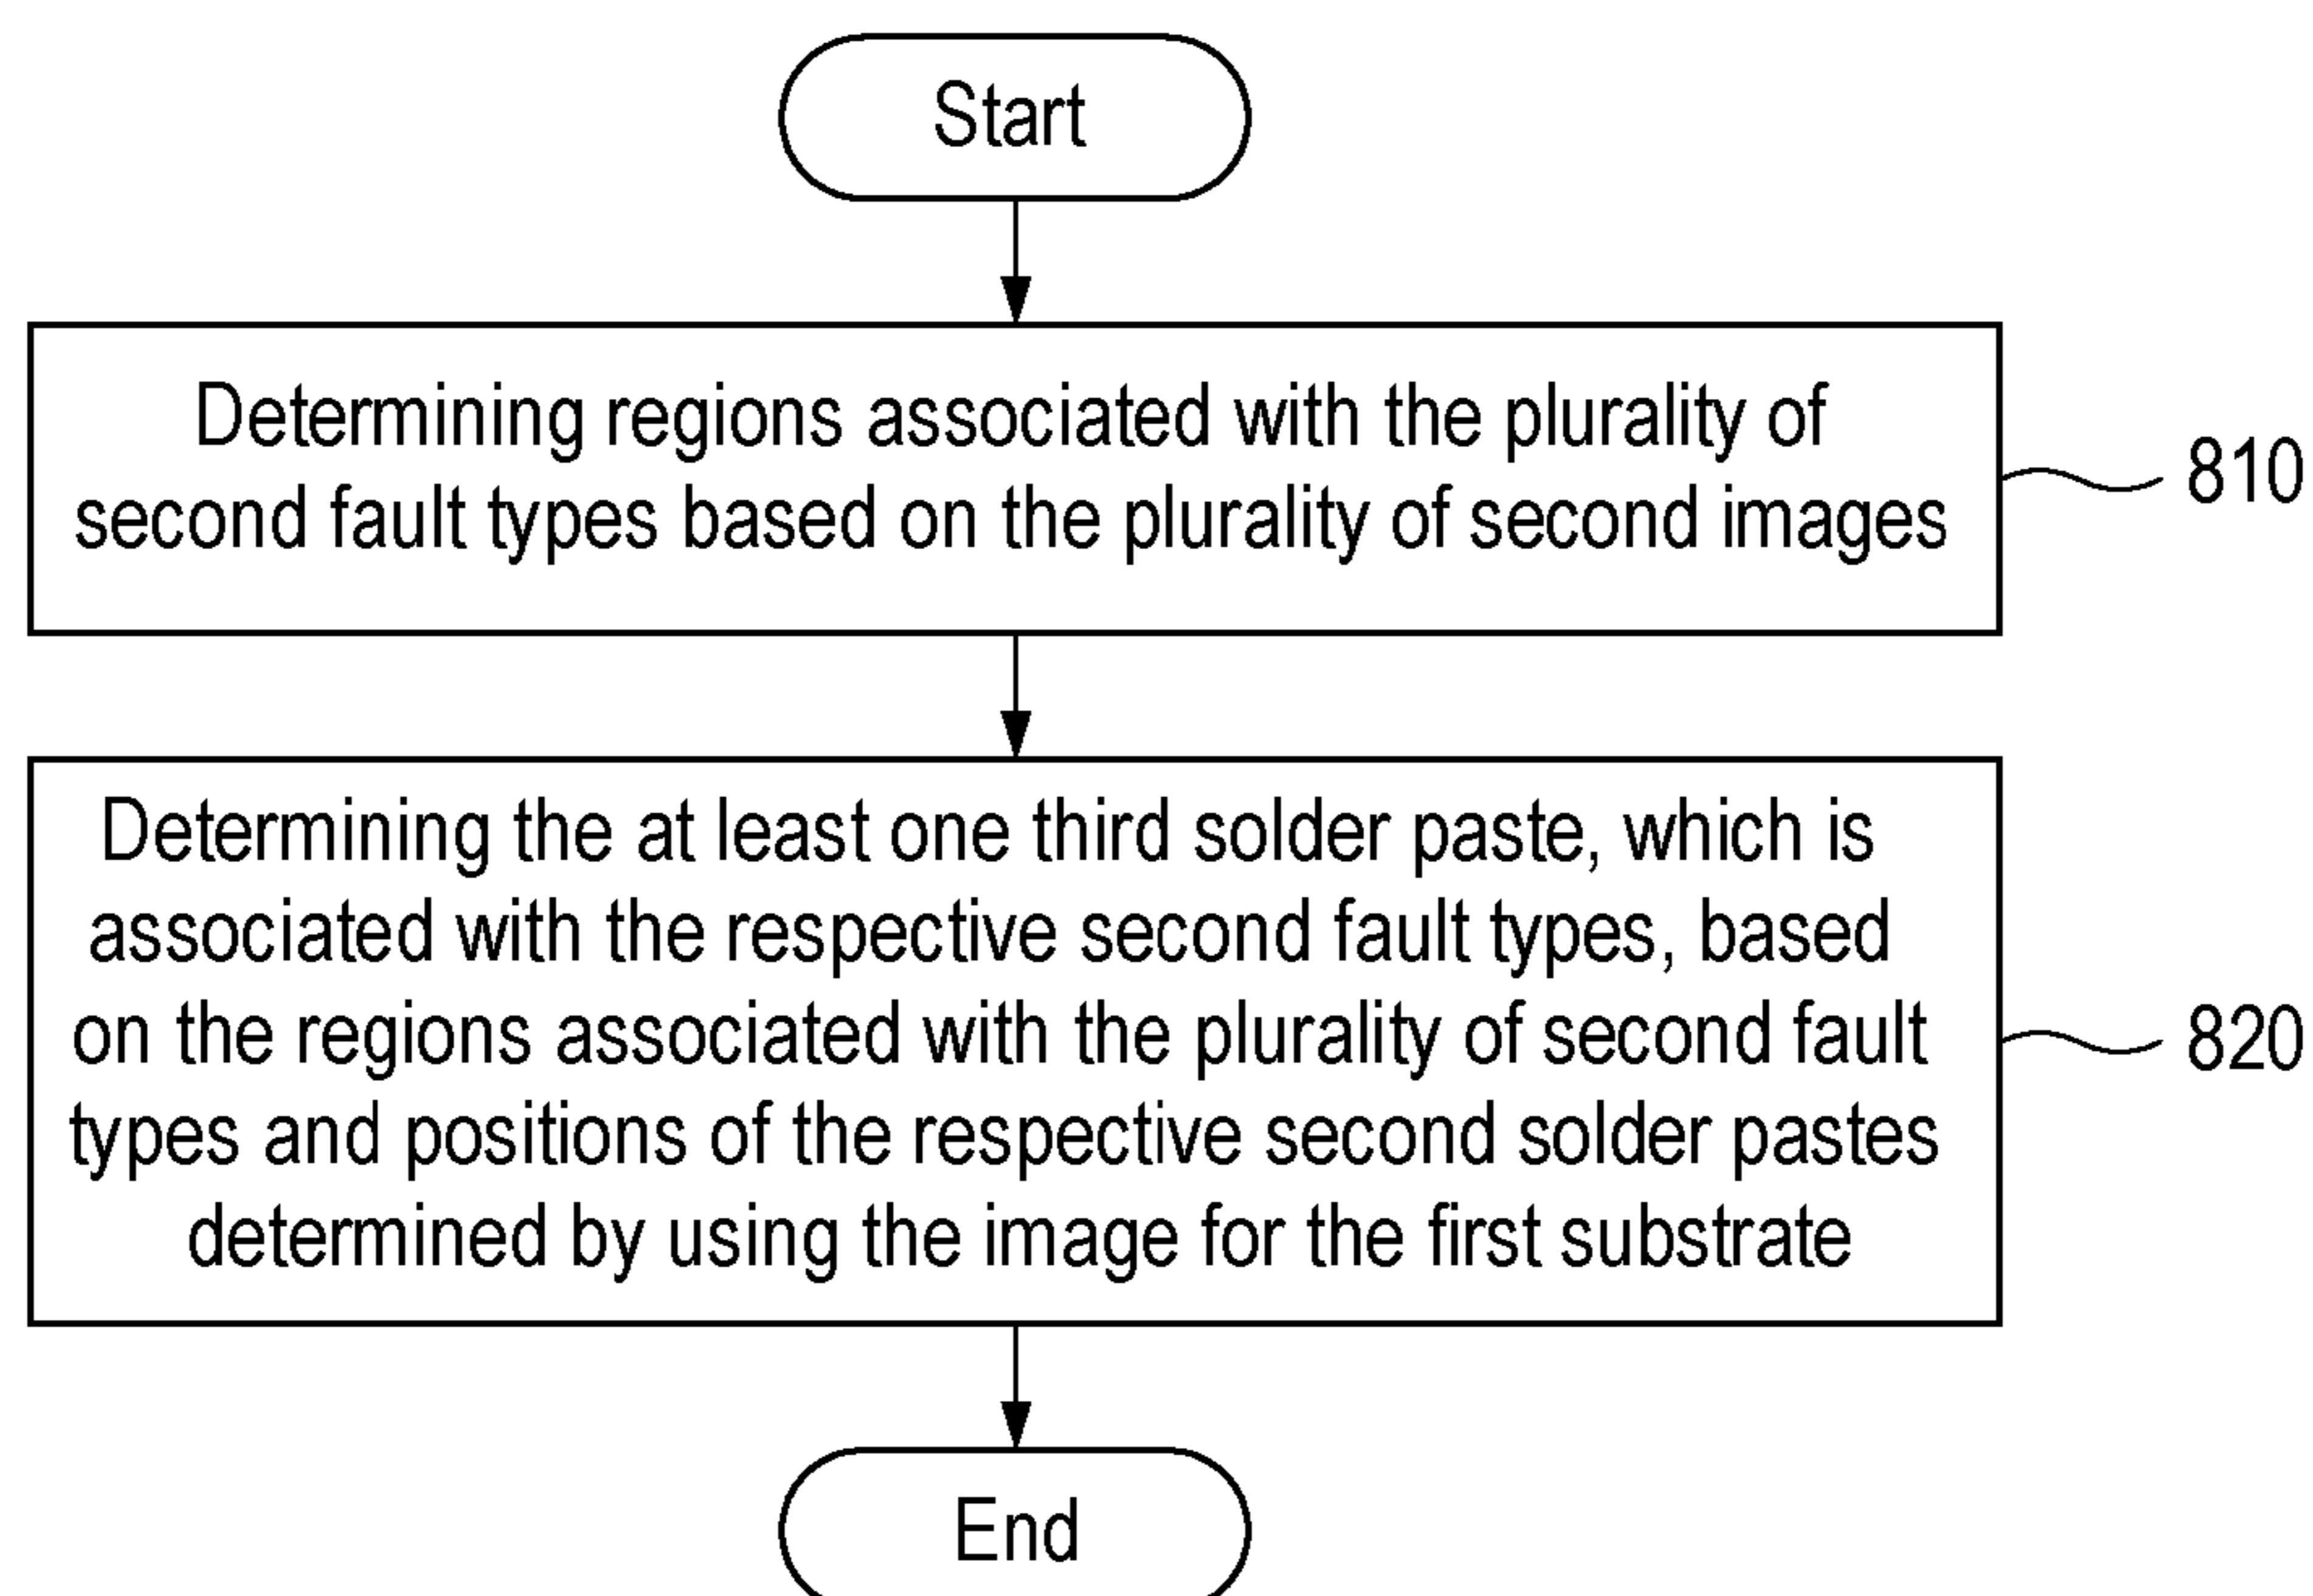 Start
Determining regions associated with the plurality of
second fault types based on the plurality of second images
810
Determining the at least one third solder paste, which is
associated with the respective second fault types, based
on the regions associated with the plurality of second fault
types and positions of the respective second solder pastes
determined by using the image for the first substrate
820
End